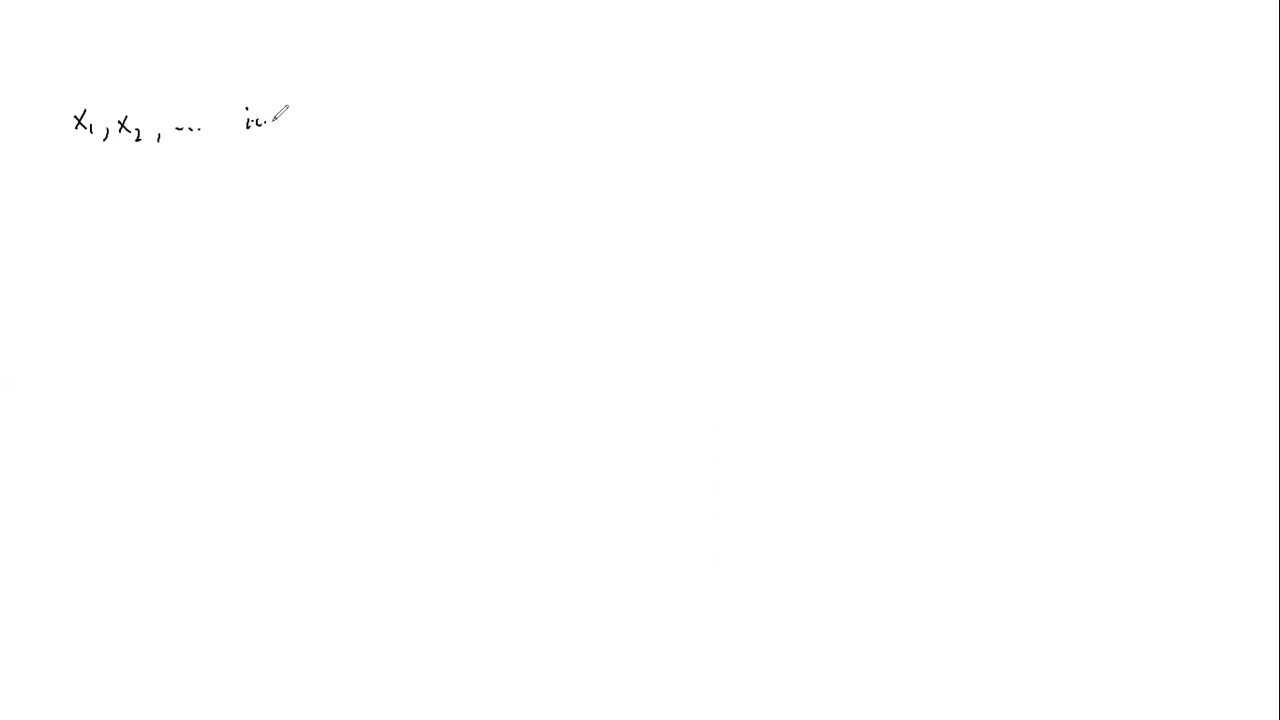 X₁, X₂, ... i.i.